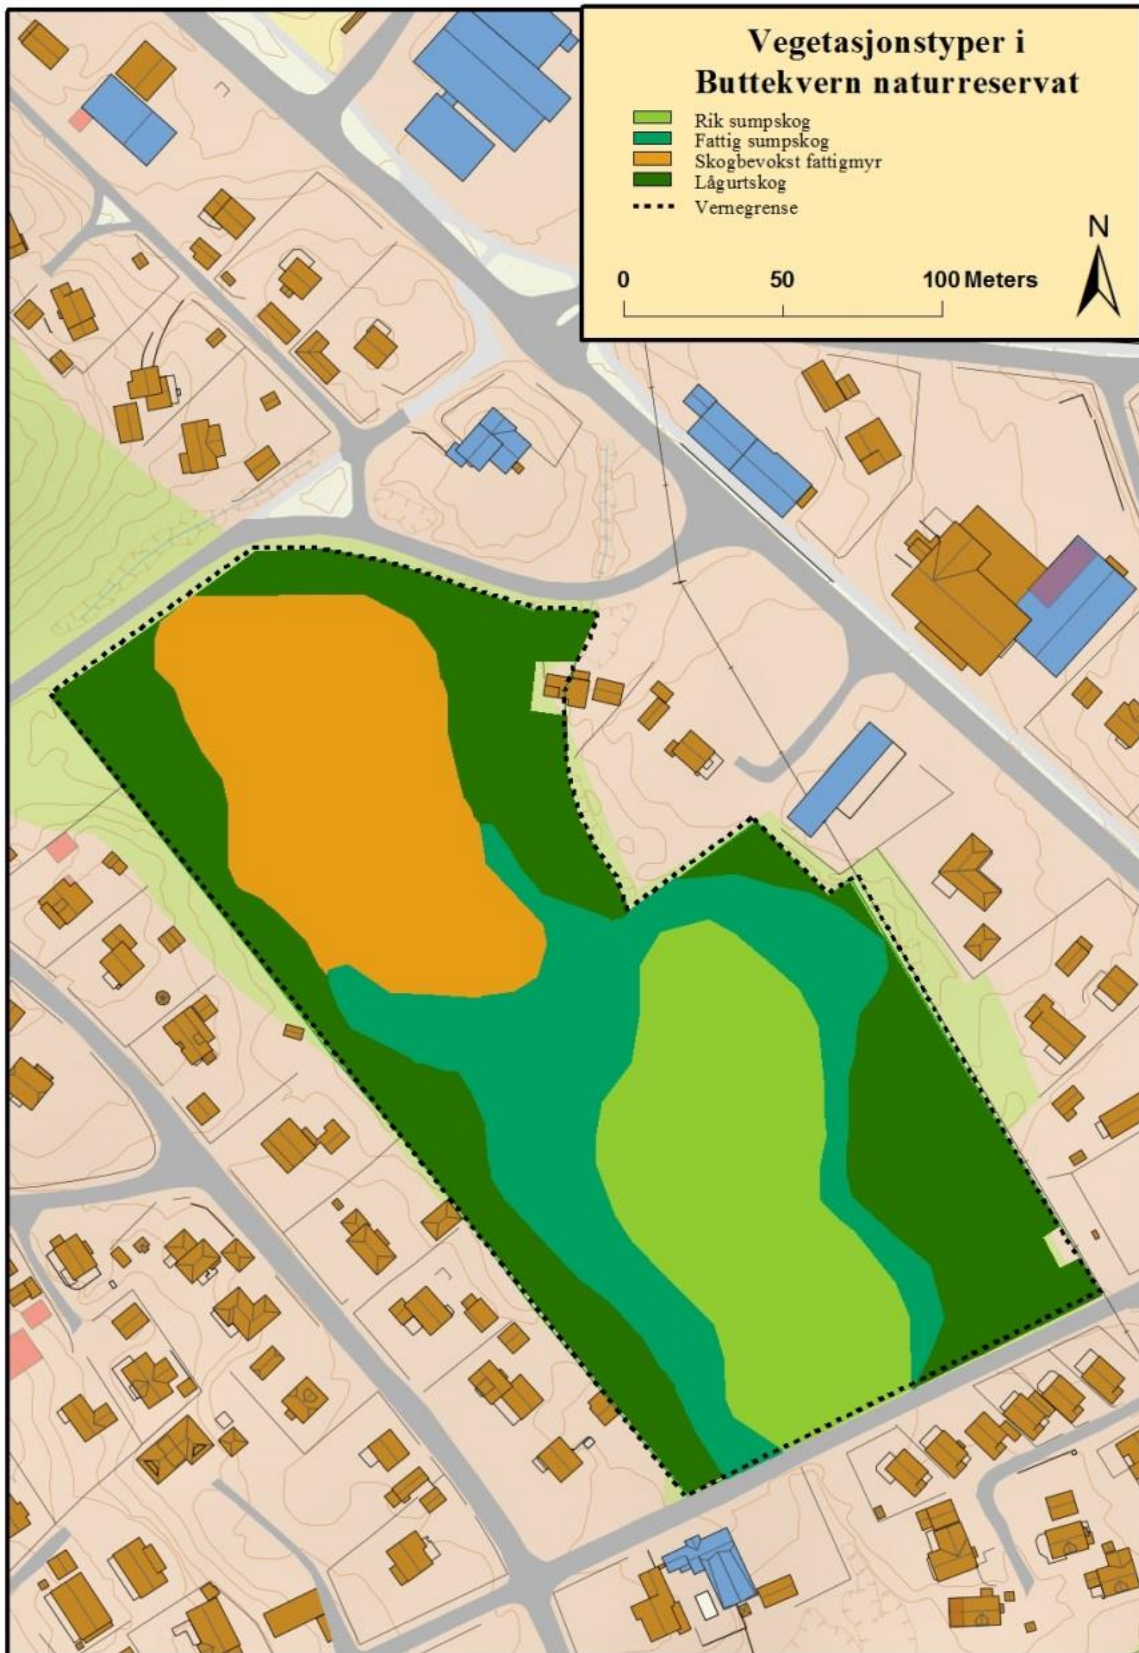 Vegetasjonstyper i
Buttekvern naturreservat
Rik sumpskog
Fattig sumpskog
Skogbevokst fattigmyr
Lågurtskog
Vernegrense
N
0 50 100 Meters